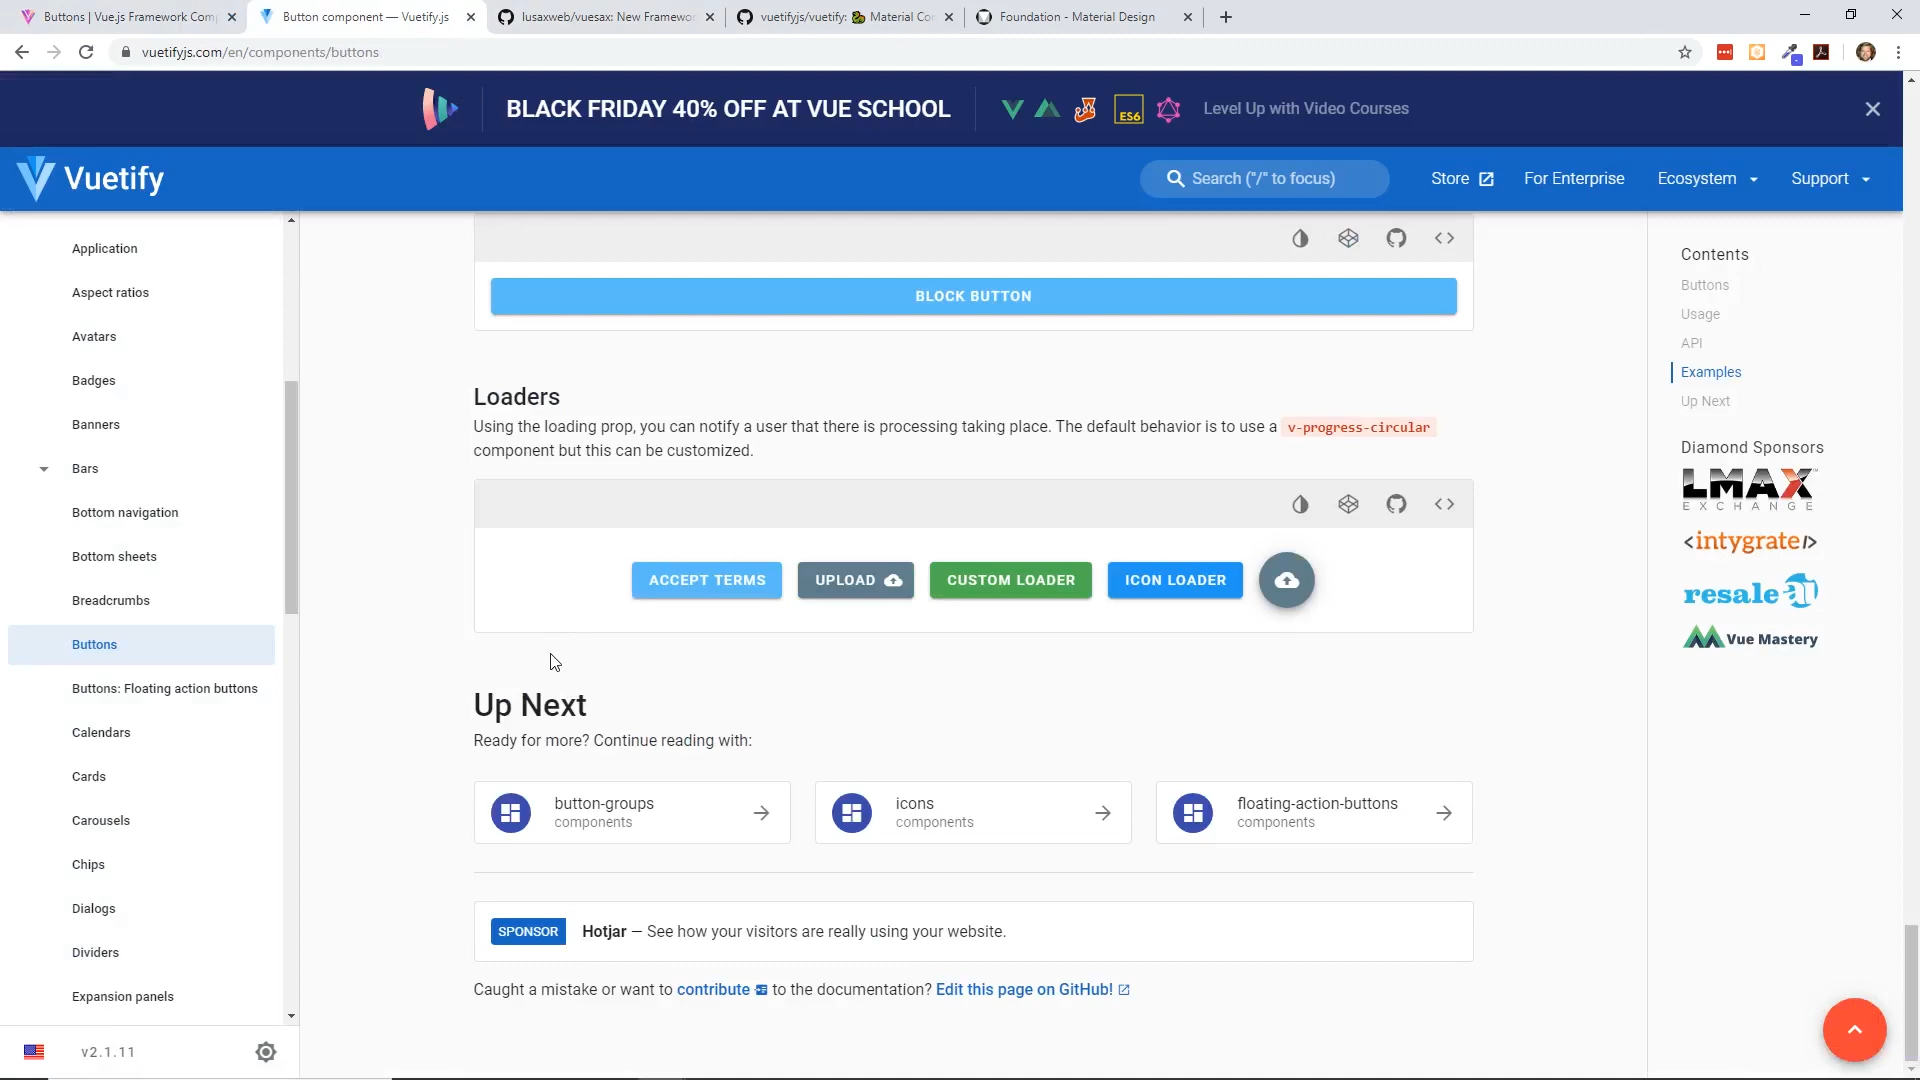 Buttons | Vue.js Framework Comp
Button component — Vuetify.js
lusaxweb/vuesax: New Framewor
vuetifyjs/vuetify: Material Co
Foundation - Material Design
vuetifyjs.com/en/components/buttons
BLACK FRIDAY 40% OFF AT VUE SCHOOL
ES6
Level Up with Video Courses
Vuetify
Search ("/" to focus)
Store
For Enterprise
Ecosystem
Support
Application
Aspect ratios
Avatars
Badges
Banners
Bars
Bottom navigation
Bottom sheets
Breadcrumbs
Buttons
Buttons: Floating action buttons
Calendars
Cards
Carousels
Chips
Dialogs
Dividers
Expansion panels
v2.1.11
BLOCK BUTTON
Loaders
Using the loading prop, you can notify a user that there is processing taking place. The default behavior is to use a v-progress-circular
component but this can be customized.
ACCEPT TERMS
UPLOAD
CUSTOM LOADER
ICON LOADER
Up Next
Ready for more? Continue reading with:
button-groups
components
icons
components
floating-action-buttons
components
SPONSOR
Hotjar — See how your visitors are really using your website.
Caught a mistake or want to contribute to the documentation? Edit this page on GitHub!
Contents
Buttons
Usage
API
Examples
Up Next
Diamond Sponsors
LMAX
EXCHANGE
<intygrate/>
resale ai
Vue Mastery